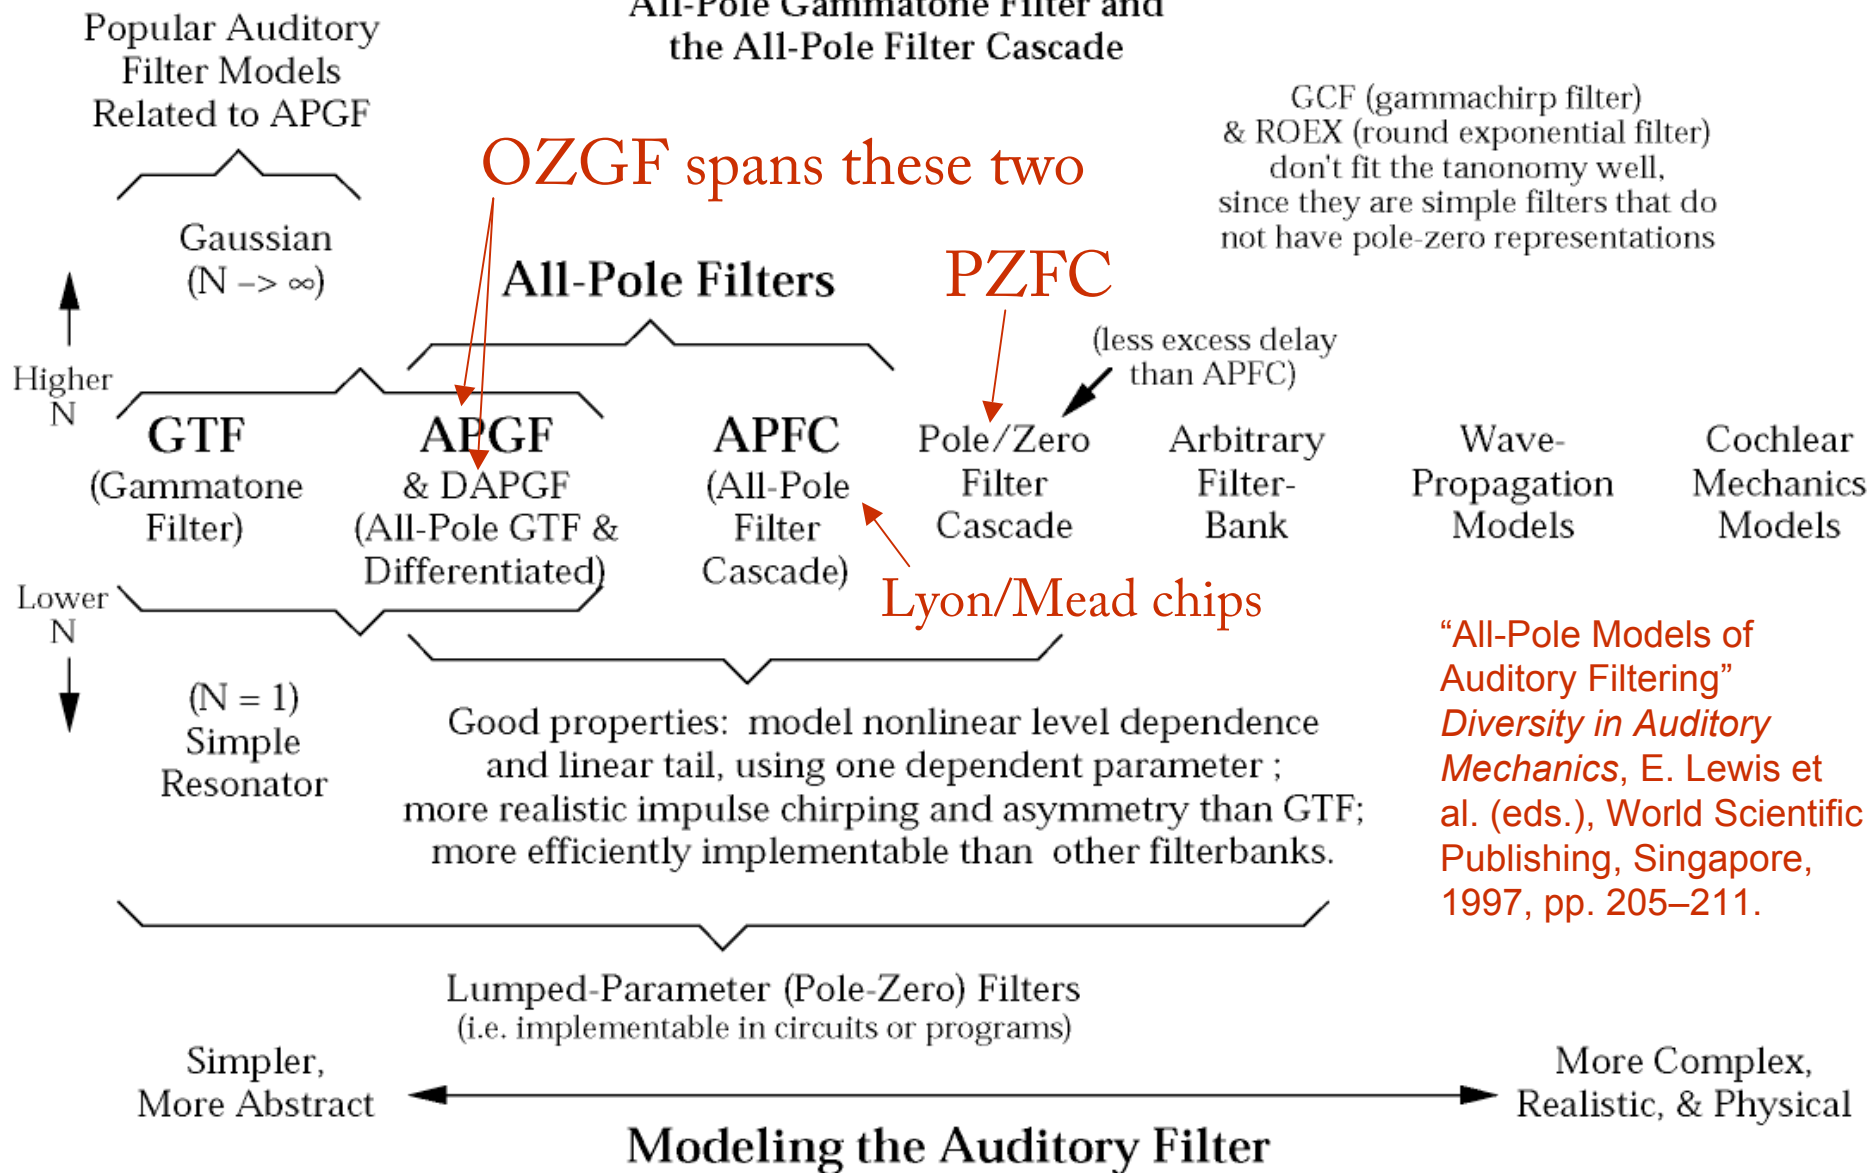 All-Pole Gammatone Filter and
the All-Pole Filter Cascade
Popular Auditory
Filter Models
Related to APGF
GCF (gammachirp filter)
& ROEX (round exponential filter)
don't fit the tanonomy well,
since they are simple filters that do
not have pole-zero representations
OZGF spans these two
Gaussian
(N –> ∞)
All-Pole Filters
PZFC
(less excess delay
than APFC)
Higher
N
GTF
(Gammatone
Filter)
APGF
& DAPGF
(All-Pole GTF &
Differentiated)
APFC
(All-Pole
Filter
Cascade)
Pole/Zero
Filter
Cascade
Arbitrary
Filter-
Bank
Wave-
Propagation
Models
Cochlear
Mechanics
Models
Lower
N
Lyon/Mead chips
(N = 1)
Simple
Resonator
Good properties: model nonlinear level dependence
and linear tail, using one dependent parameter ;
more realistic impulse chirping and asymmetry than GTF;
more efficiently implementable than other filterbanks.
“All-Pole Models of
Auditory Filtering”
Diversity in Auditory
Mechanics, E. Lewis et
al. (eds.), World Scientific
Publishing, Singapore,
1997, pp. 205–211.
Lumped-Parameter (Pole-Zero) Filters
(i.e. implementable in circuits or programs)
Simpler,
More Abstract
More Complex,
Realistic, & Physical
Modeling the Auditory Filter